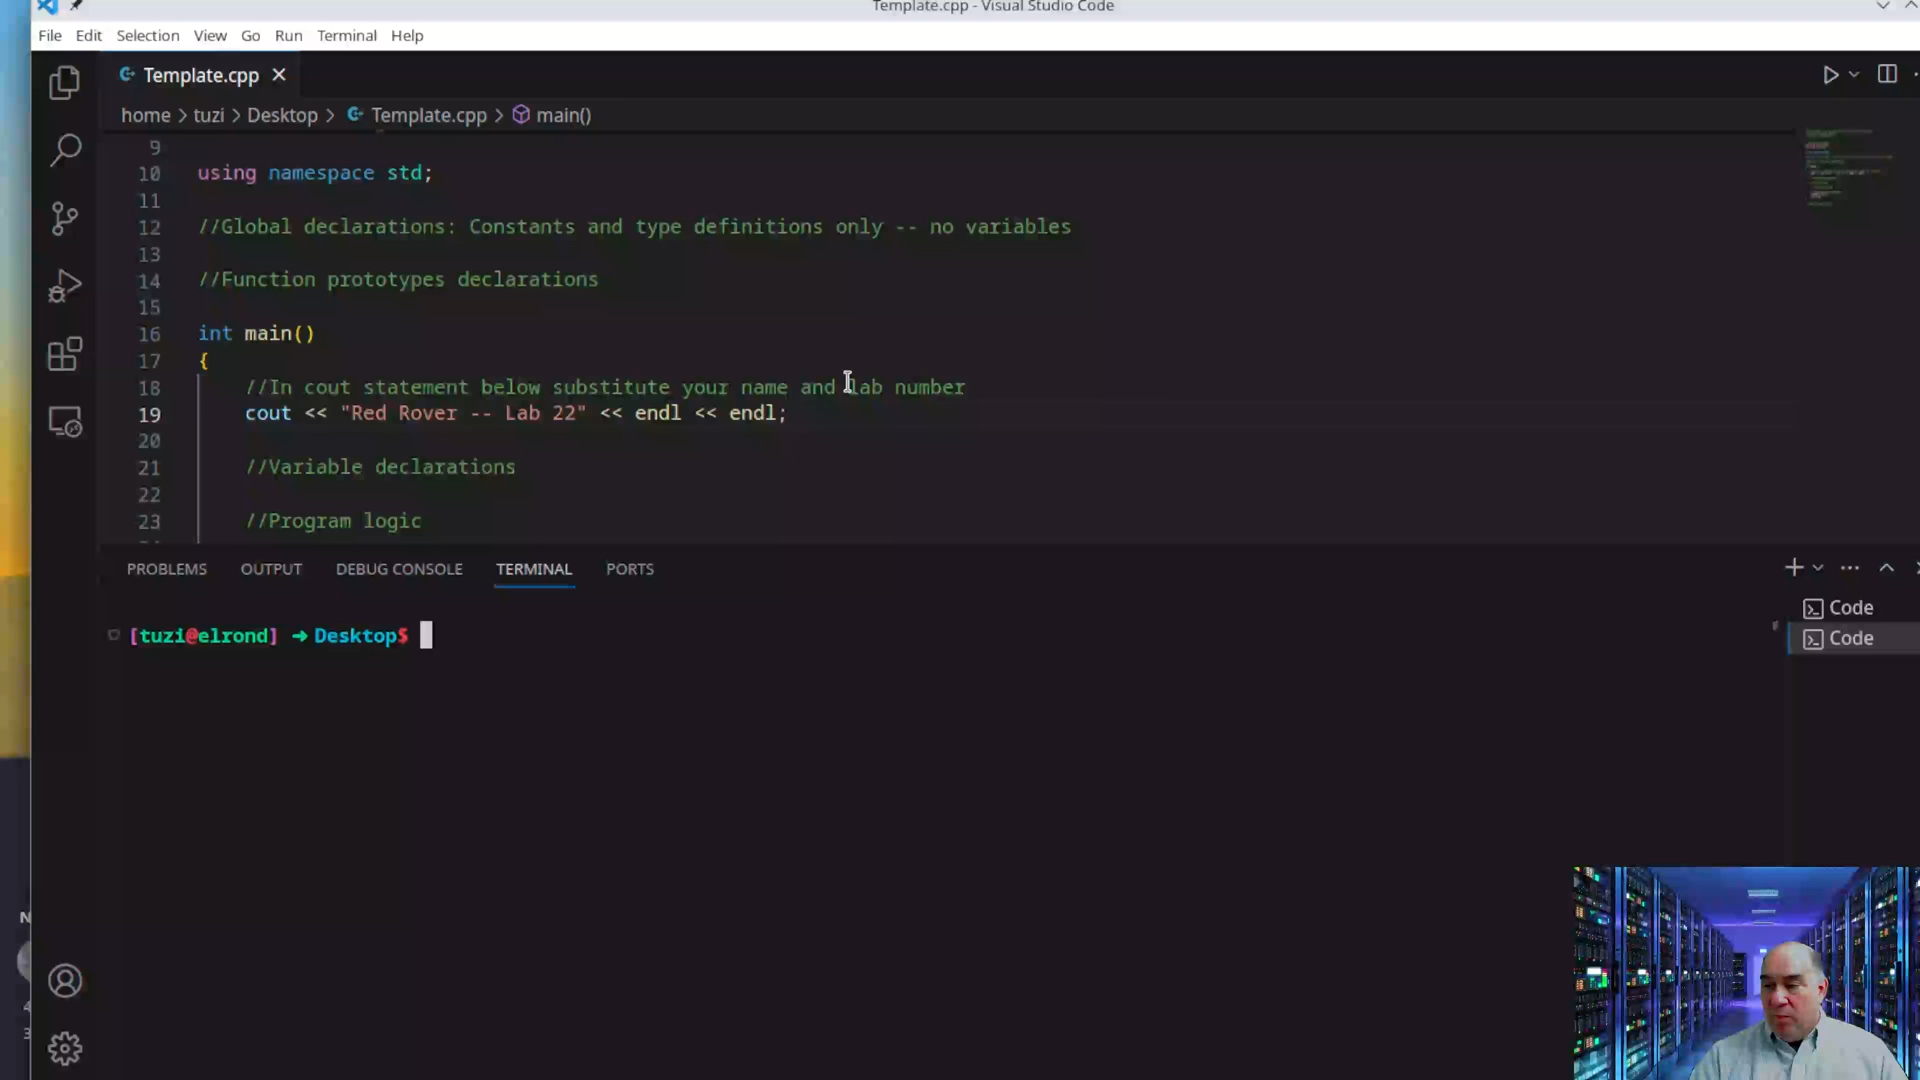 Template.cpp - Visual Studio Code
File Edit Selection View Go Run Terminal Help
Template.cpp
home > tuzi > Desktop > Template.cpp > main()
9
10 using namespace std;
11
12 //Global declarations: Constants and type definitions only -- no variables
13
14 //Function prototypes declarations
15
16 int main()
17 {
18 //In cout statement below substitute your name and lab number
19 cout << "Red Rover -- Lab 22" << endl << endl;
20
21 //Variable declarations
22
23 //Program logic
PROBLEMS OUTPUT DEBUG CONSOLE TERMINAL PORTS
Code
[tuzi@elrond] ➜ Desktop$
Code
N
4
3